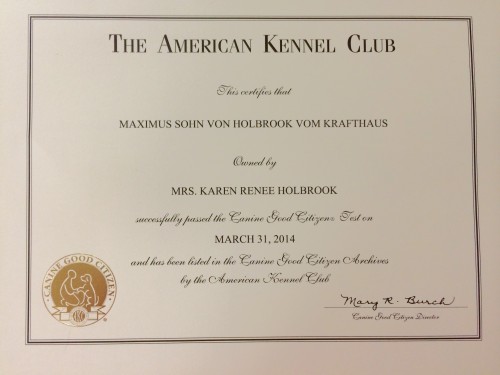 THE AMERICAN KENNEL CLUB
This certifies that
MAXIMUS SOHN VON HOLBROOK VOM KRAFTHAUS
Owned by
MRS. KAREN RENEE HOLBROOK
successfully passed the Canine Good Citizen® Test on
MARCH 31, 2014
and has been listed in the Canine Good Citizen Archives
by the American Kennel Club
CANINE GOOD CITIZEN
AKC
®
Mary R. Burch
Canine Good Citizen Director